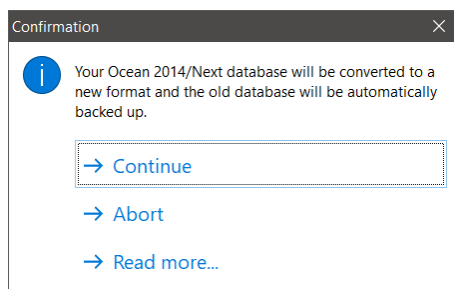 Confirmation
Your Ocean 2014/Next database will be converted to a
new format and the old database will be automatically
backed up.
→ Continue
→ Abort
→ Read more...